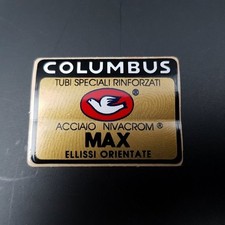 COLUMBUS
TUBI SPECIALI RINFORZATI
®
ACCIAIO NIVACROM®
MAX
ELLISSI ORIENTATE